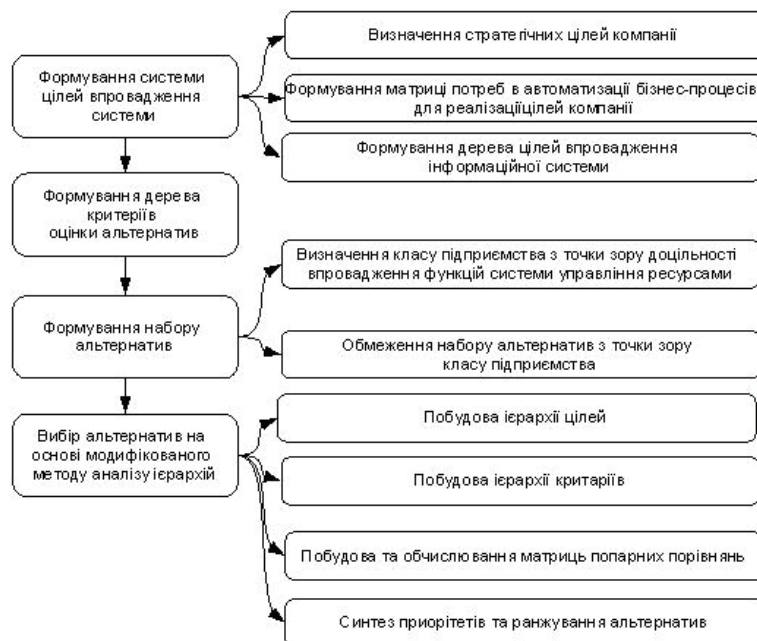 Формування системи
цілей впровадження
системи
Визначення стратегічних цілей компанії
Формування матриці потреб в автоматизації бізнес-процесів
для реалізаціїцілей компанії
Формування дерева цілей впровадження
інформаційної системи
Формування дерева
критеріїв
оцінки альтернатив
Формування набору
альтернатив
Визначення класу підприємства з точки зору доцільності
впровадження функцій системи управління ресурсами
Обмеження набору альтернатив з точки зору
класу підприємства
Вибір альтернатив на
основі модифікованого
методу аналізу ієрархій
Побудова ієрархії цілей
Побудова ієрархії критаріїв
Побудова та обчислювання матриць попарних порівнянь
Синтез приорітетів та ранжування альтернатив